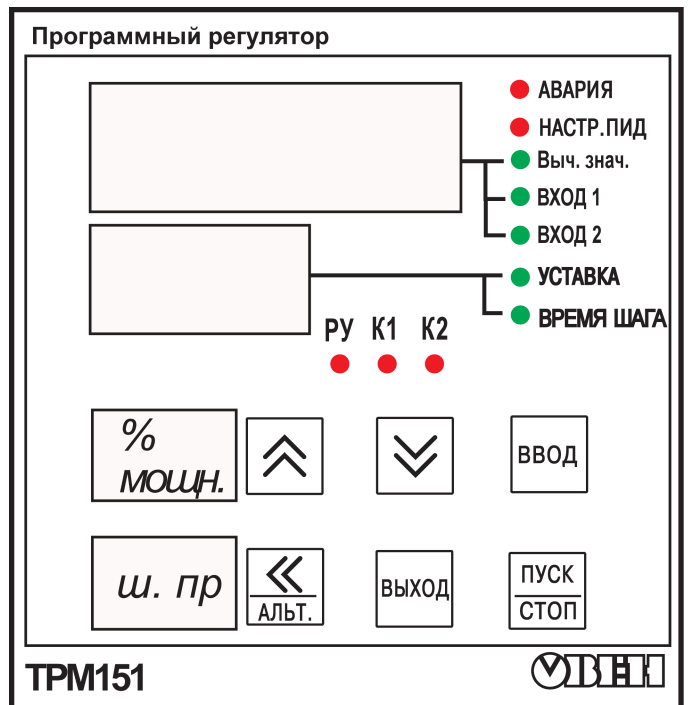 Программный регулятор
АВАРИЯ
НАСТР.ПИД
Выч. знач.
ВХОД 1
ВХОД 2
УСТАВКА
ВРЕМЯ ШАГА
РУ К1 К2
%
мощн.
ВВОД
ш. пр
АЛЬТ.
ВЫХОД
ПУСК
СТОП
ТРМ151
ОВЕН